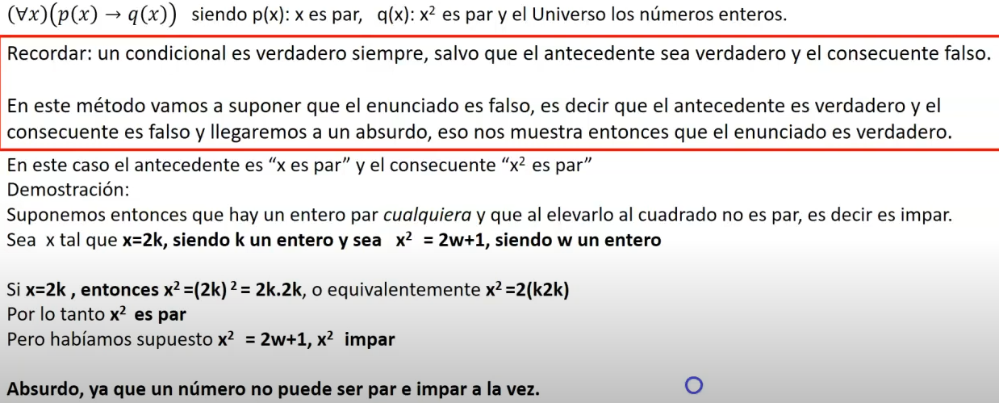 (∀x)(p(x) → q(x)) siendo p(x): x es par, q(x): x² es par y el Universo los números enteros.
Recordar: un condicional es verdadero siempre, salvo que el antecedente sea verdadero y el consecuente falso.
En este método vamos a suponer que el enunciado es falso, es decir que el antecedente es verdadero y el
consecuente es falso y llegaremos a un absurdo, eso nos muestra entonces que el enunciado es verdadero.
En este caso el antecedente es “x es par” y el consecuente “x² es par”
Demostración:
Suponemos entonces que hay un entero par cualquiera y que al elevarlo al cuadrado no es par, es decir es impar.
Sea x tal que x=2k, siendo k un entero y sea x² = 2w+1, siendo w un entero
Si x=2k , entonces x² =(2k) ² = 2k.2k, o equivalentemente x² =2(k2k)
Por lo tanto x² es par
Pero habíamos supuesto x² = 2w+1, x² impar
Absurdo, ya que un número no puede ser par e impar a la vez.